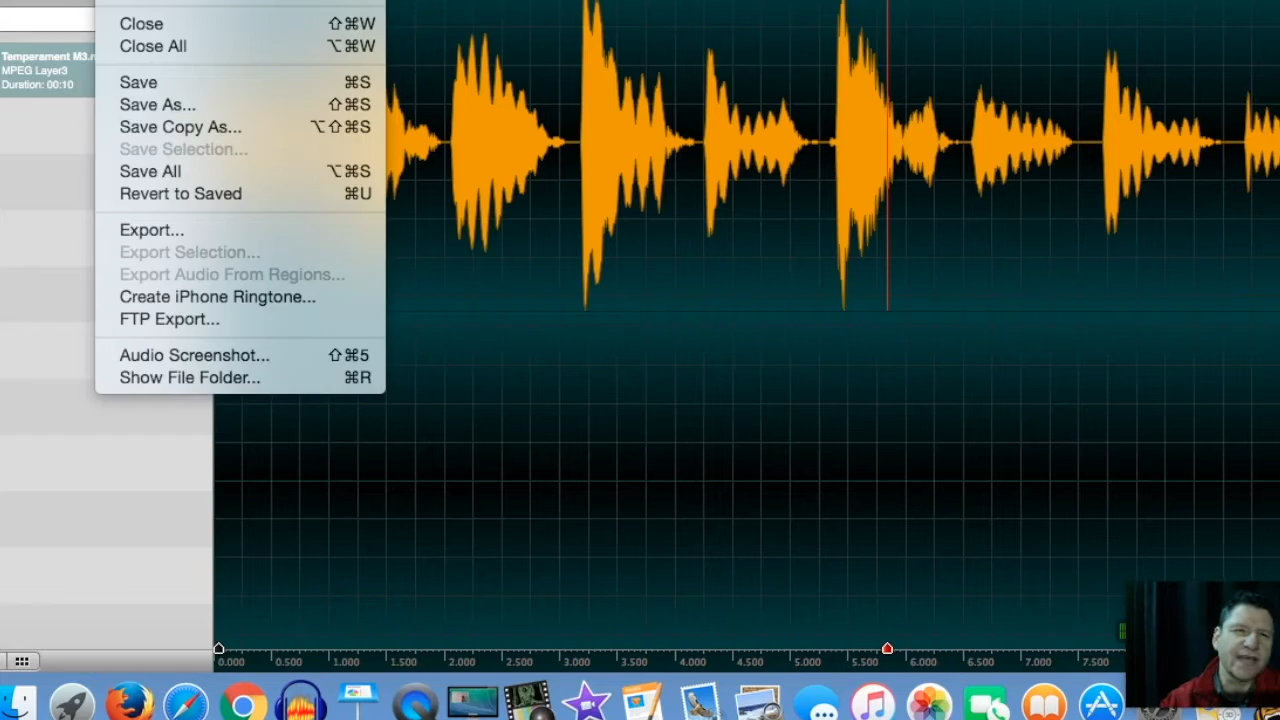 Close ⇧⌘W
Close All ⌥⌘W
Save ⌘S
Save As... ⇧⌘S
Save Copy As... ⌥⇧⌘S
Save Selection...
Save All ⌥⌘S
Revert to Saved ⌘U
Export...
Export Selection...
Export Audio From Regions...
Create iPhone Ringtone...
FTP Export...
Audio Screenshot... ⇧⌘5
Show File Folder... ⌘R
Temperament M3.
MPEG Layer3
Duration: 00:10
0.000 0.500 1.000 1.500 2.000 2.500 3.000 3.500 4.000 4.500 5.000 5.500 6.000 6.500 7.000 7.500